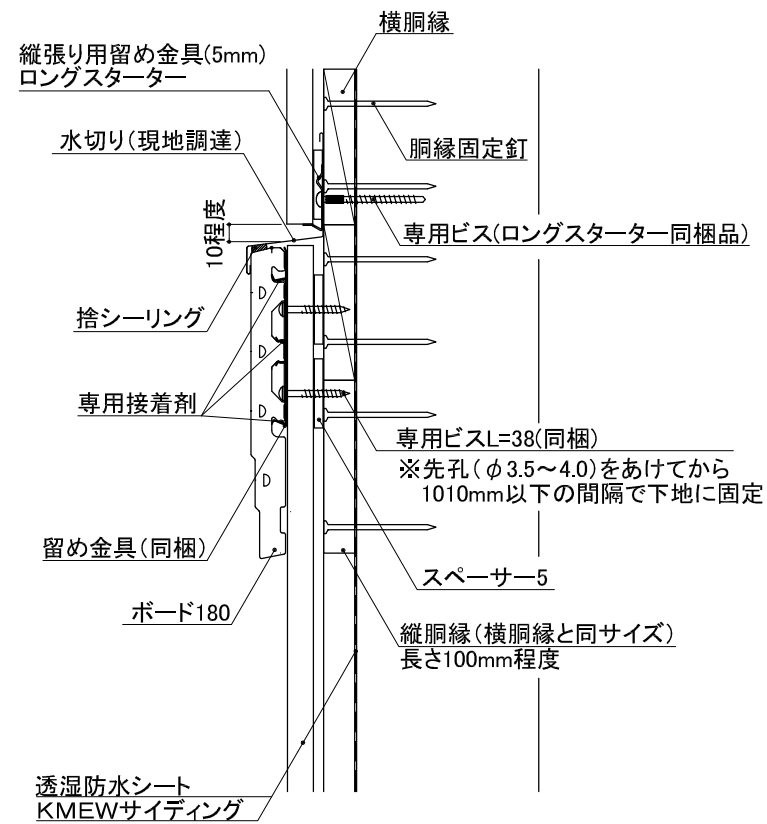 横胴縁
縦張り用留め金具(5mm)
ロングスターター
水切り(現地調達)
胴縁固定釘
10程度
専用ビス(ロングスターター同梱品)
捨シーリング
専用接着剤
専用ビスL=38(同梱)
※先孔(φ3.5～4.0)をあけてから
1010mm以下の間隔で下地に固定
留め金具(同梱)
スペーサー5
ボード180
縦胴縁(横胴縁と同サイズ)
長さ100mm程度
透湿防水シート
KMEWサイディング